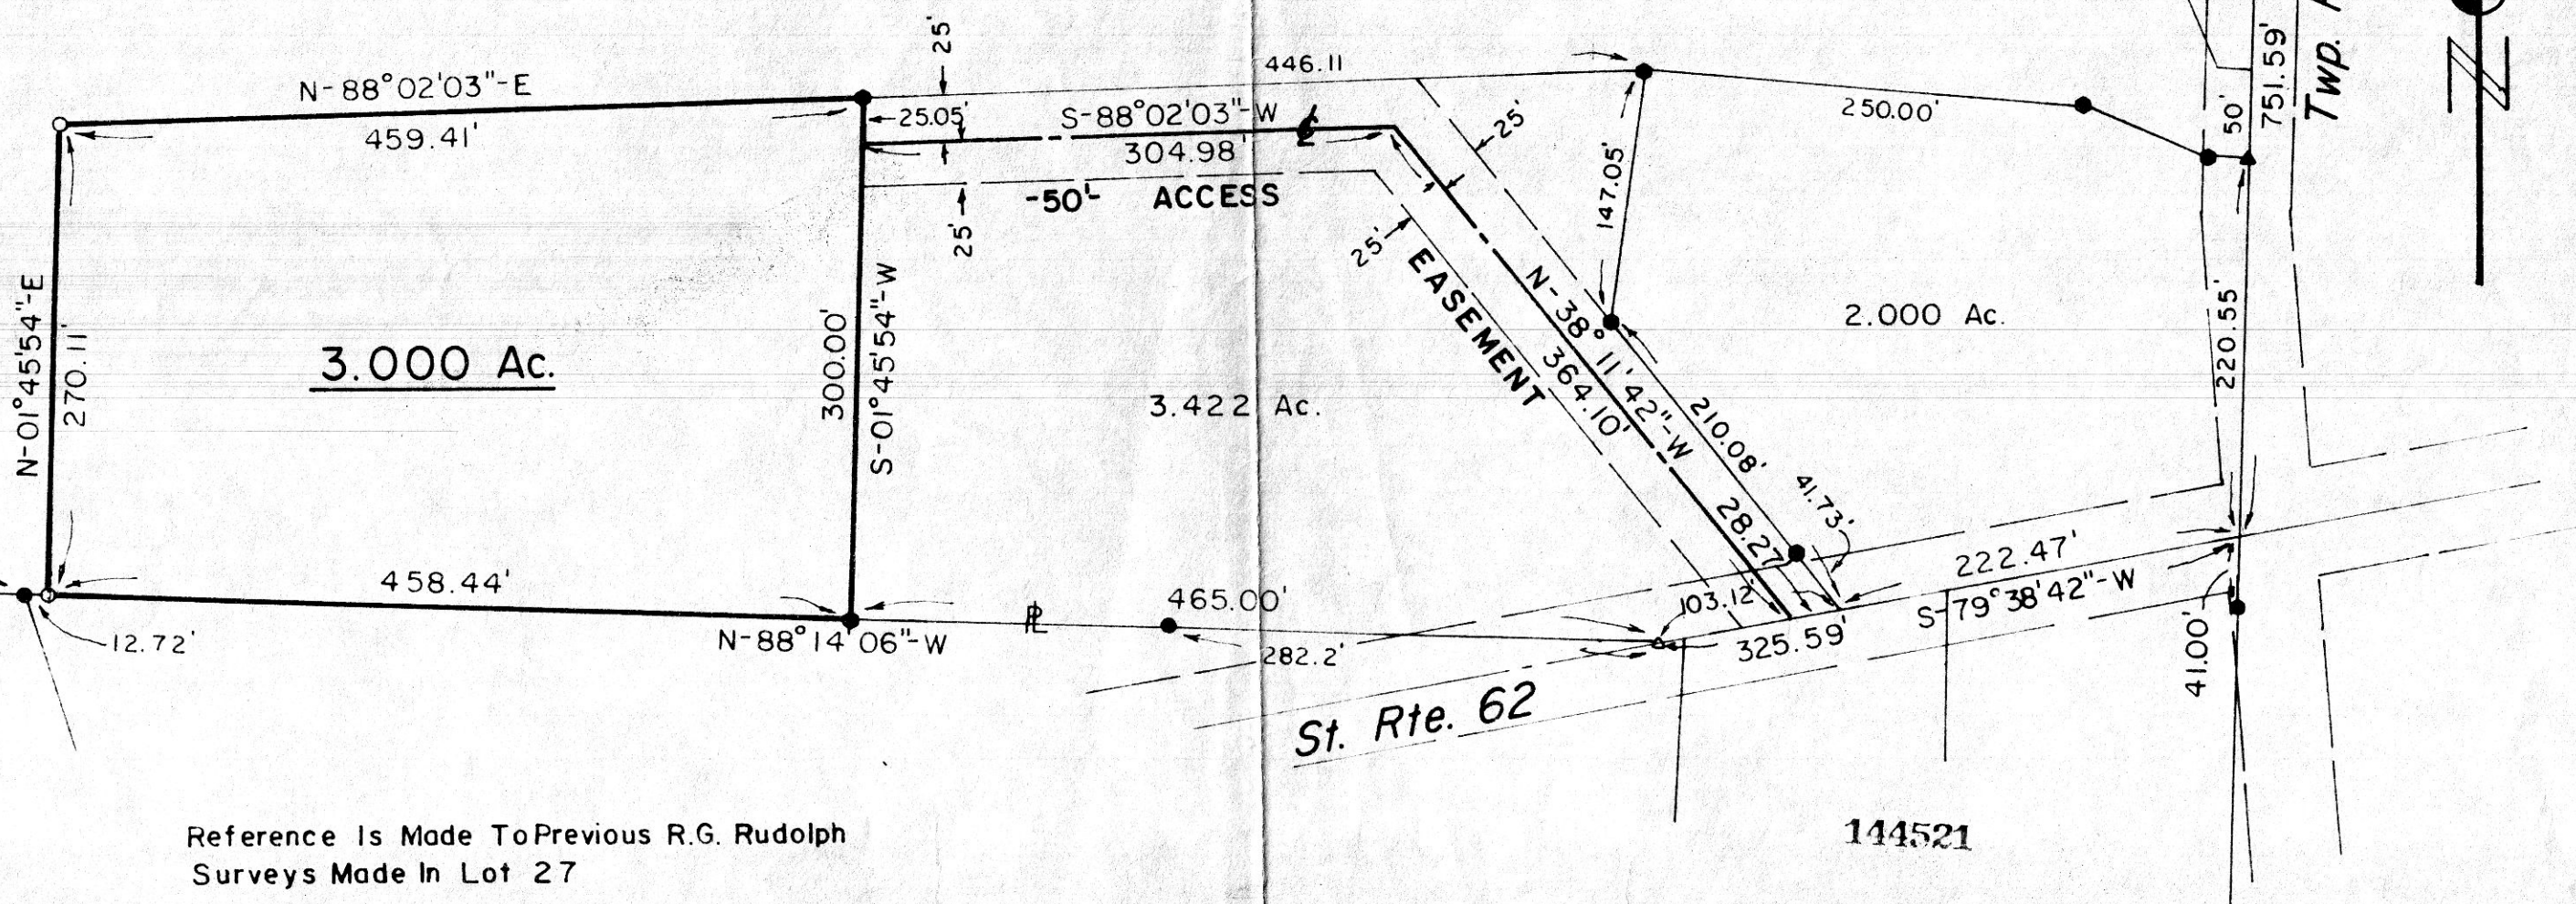 N-88°02'03"-E
459.41'
N-01°45'54"-E
270.11'
3.000 Ac.
300.00'
S-01°45'54"-W
458.44'
N-88°14'06"-W
12.72'
25'
446.11
25.05'
S-88°02'03"-W
304.98'
-50'- ACCESS
25'
25'
25'
EASEMENT
N-38°11'42"-W
364.10'
28.27'
3.422 Ac.
147.05'
250.00'
2.000 Ac.
210.08'
41.73'
50'
751.59'
Twp.
220.55'
222.47'
S-79°38'42"-W
103.12'
325.59'
41.00'
PL
465.00'
282.2'
St. Rte. 62
N
Reference Is Made To Previous R.G. Rudolph
Surveys Made In Lot 27
144521